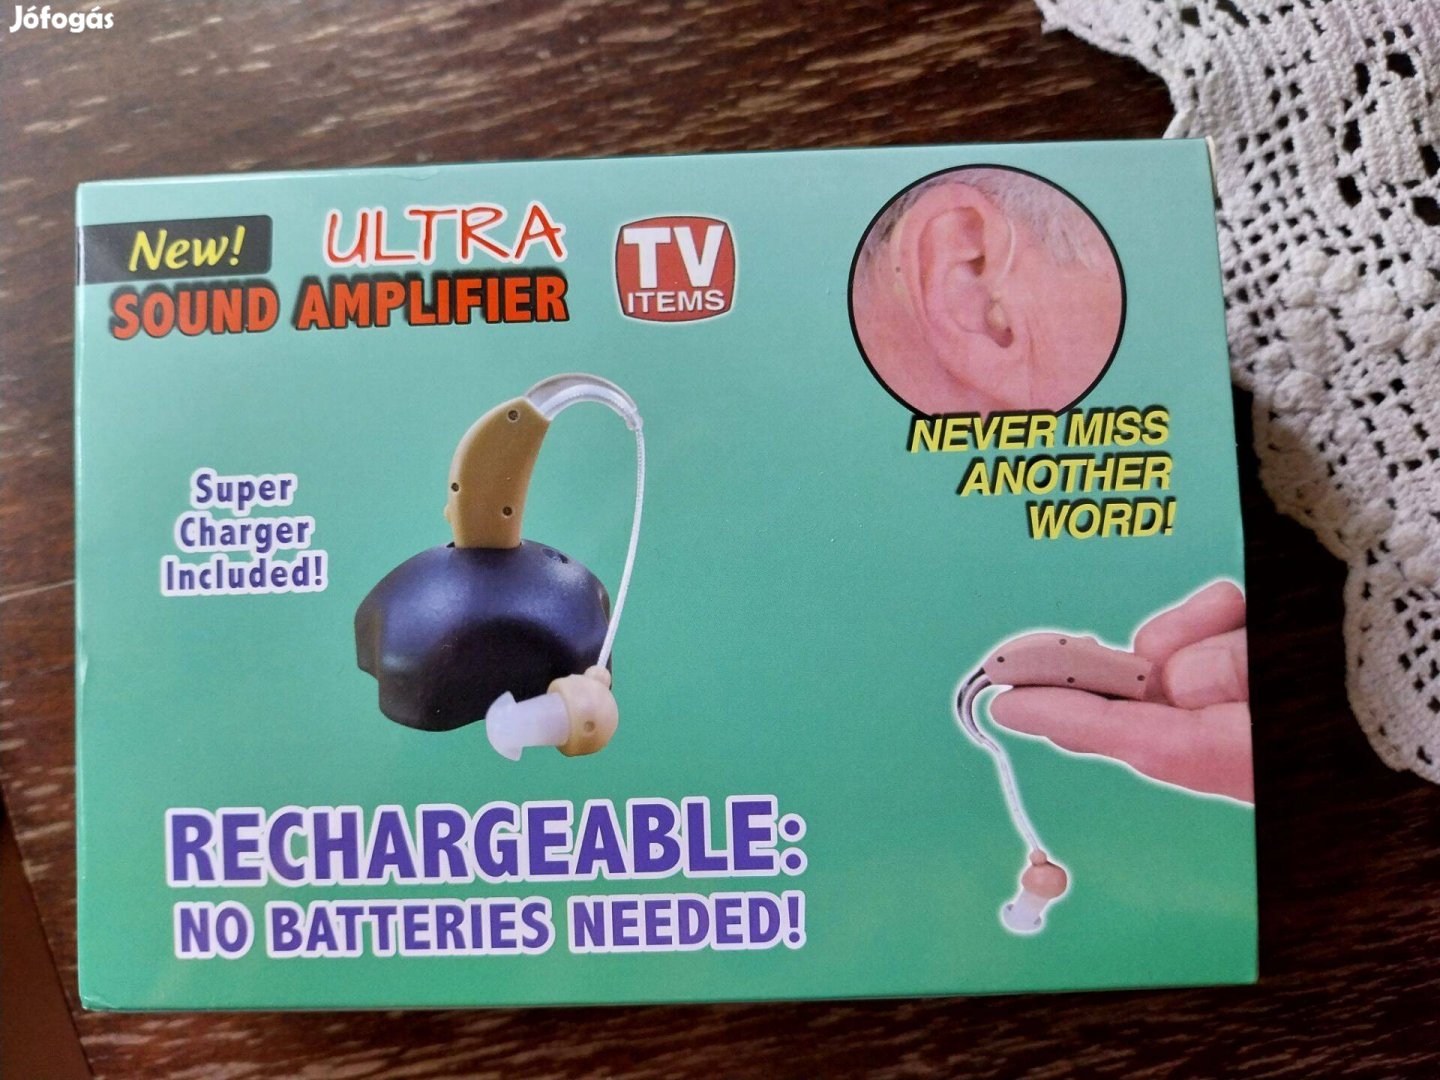 Jófogás
New!
ULTRA
SOUND AMPLIFIER
TV
ITEMS
NEVER MISS
ANOTHER
WORD!
Super
Charger
Included!
RECHARGEABLE:
NO BATTERIES NEEDED!